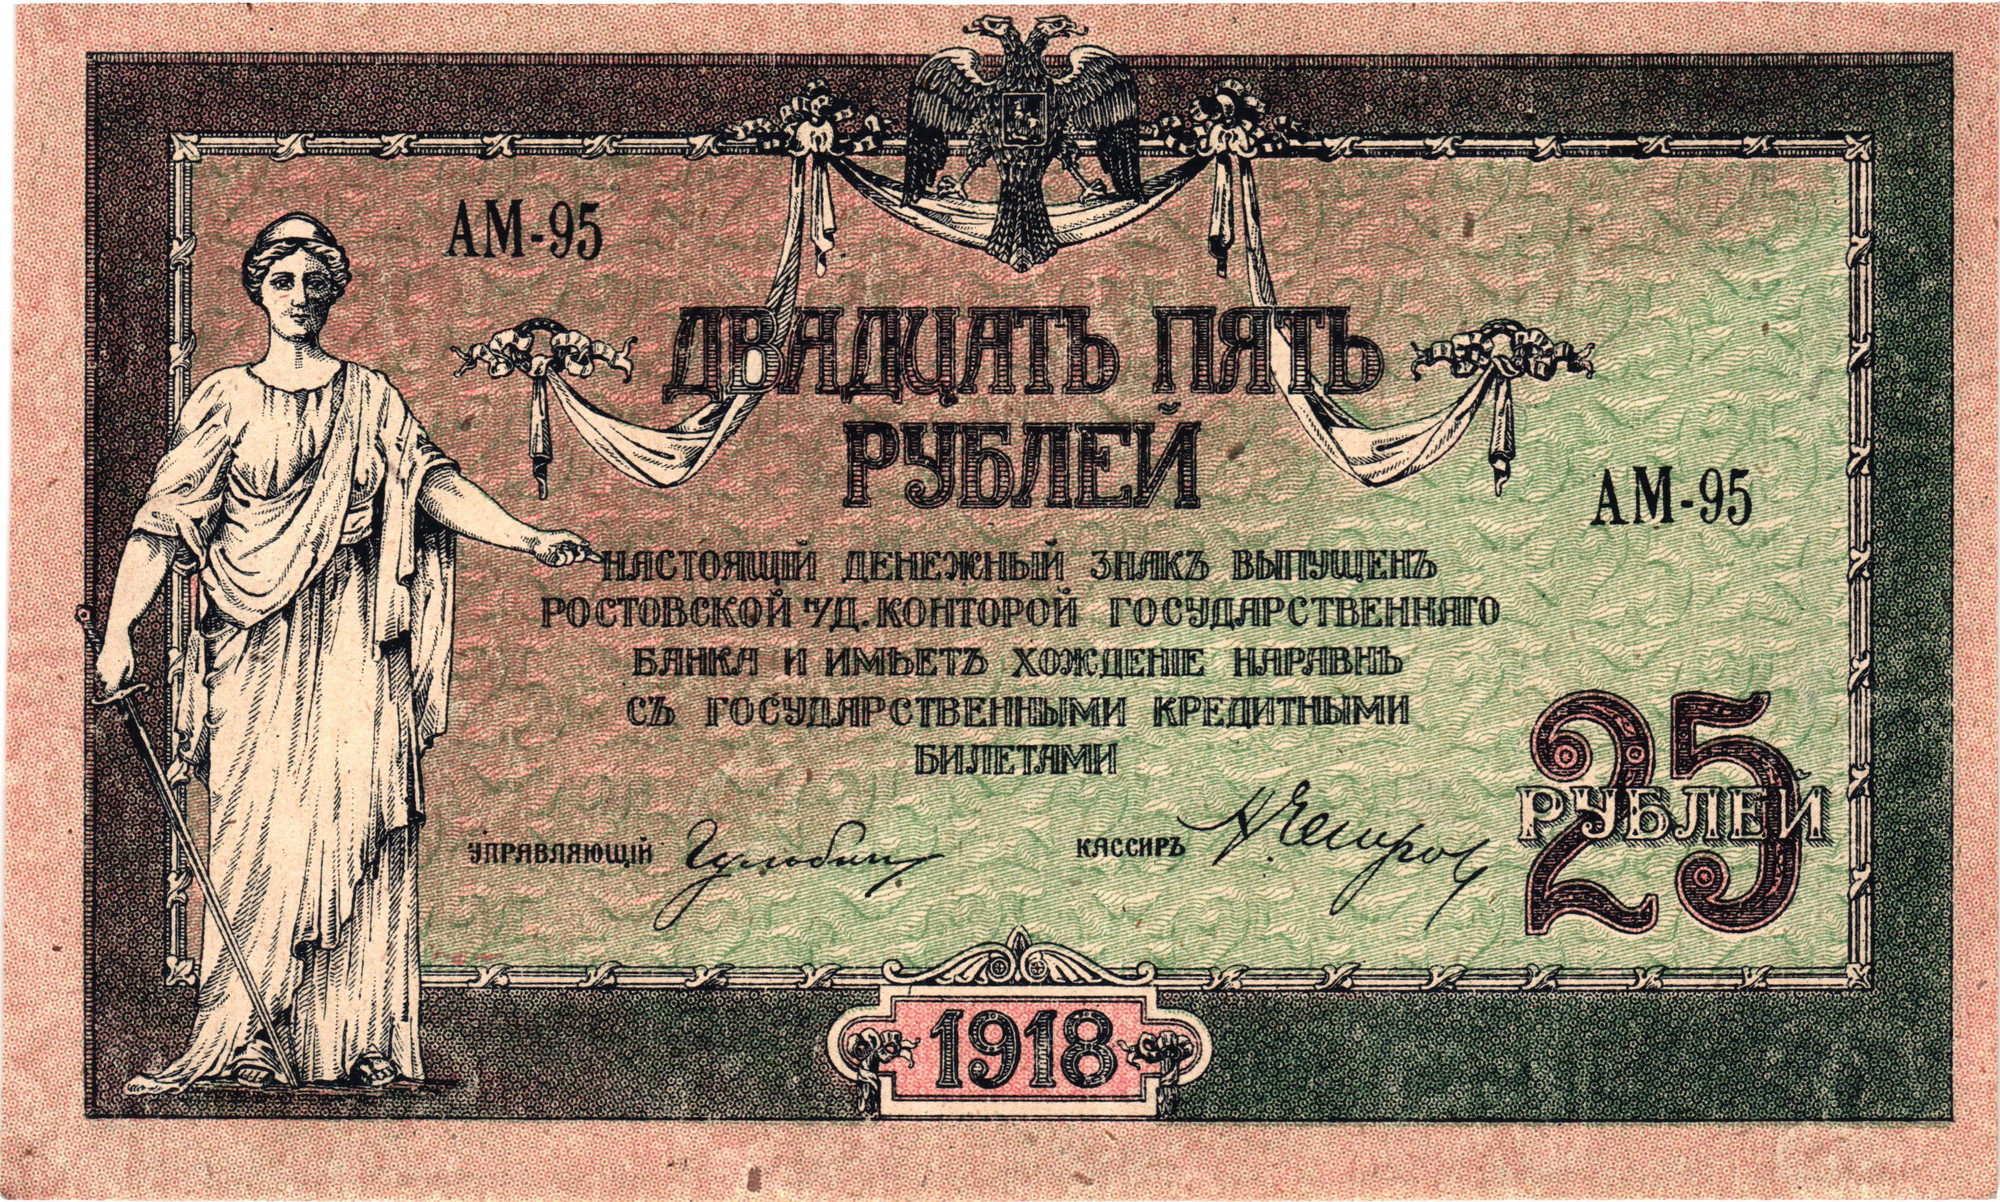 АМ-95
ДВАДЦАТЬ ПЯТЬ
РУБЛЕЙ
АМ-95
НАСТОЯЩІЙ ДЕНЕЖНЫЙ ЗНАКЪ ВЫПУЩЕНЪ
РОСТОВСКОЙ Н/Д. КОНТОРОЙ ГОСУДАРСТВЕННАГО
БАНКА И ИМѢЕТЪ ХОЖДЕНІЕ НАРАВНѢ
СЪ ГОСУДАРСТВЕННЫМИ КРЕДИТНЫМИ
БИЛЕТАМИ
25
РУБЛЕЙ
УПРАВЛЯЮЩІЙ
КАССИРЪ
1918